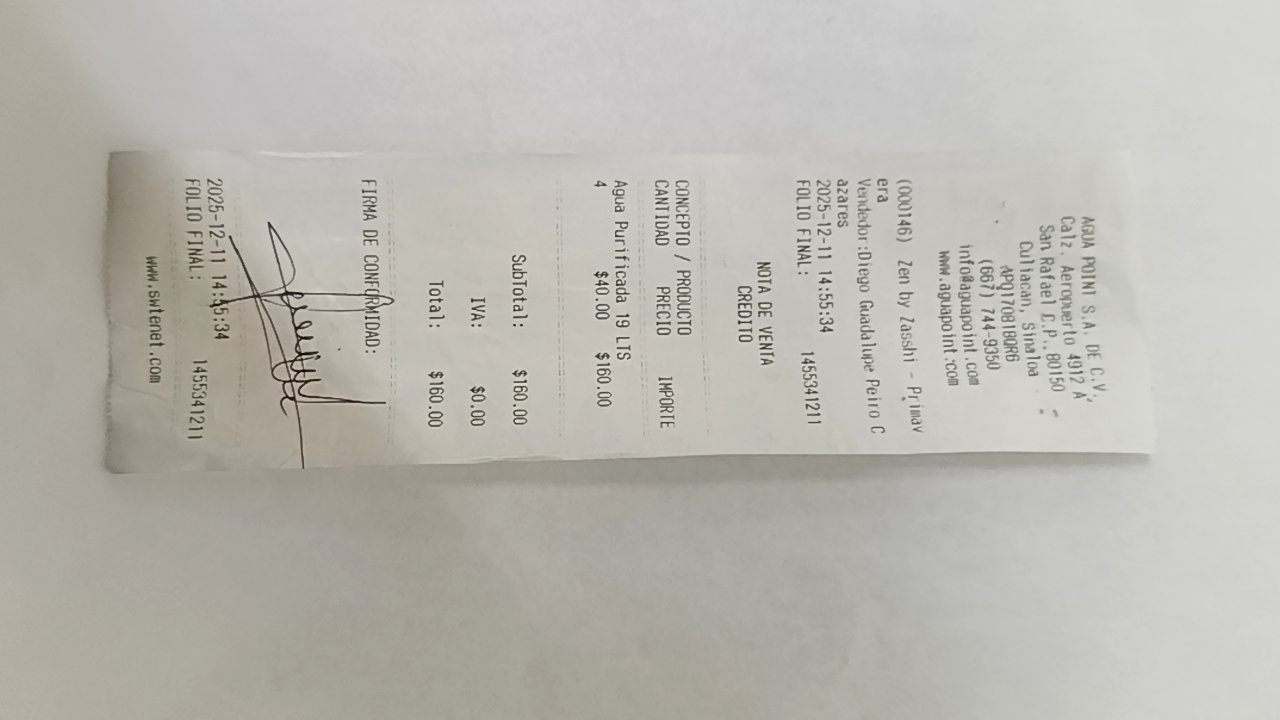 AGUA POINT S.A. DE C.V.,
Calz. Aeropuerto 4912 A
San Rafael C.P., 80150
Culiacan, Sinaloa
APQ170818QR6
(667) 744-9350
info@aguapoint.com
www.aguapoint.com
(000146) Zen by Zasshi - Primav
era
Vendedor:Diego Guadalupe Peiro C
azares
2025-12-11 14:55:34
FOLIO FINAL: 1455341211
NOTA DE VENTA
CREDITO
CONCEPTO / PRODUCTO
CANTIDAD PRECIO IMPORTE
Agua Purificada 19 LTS
4 $40.00 $160.00
SubTotal: $160.00
IVA: $0.00
Total: $160.00
FIRMA DE CONFORMIDAD:
2025-12-11 14:55:34
FOLIO FINAL: 1455341211
www.swtenet.com